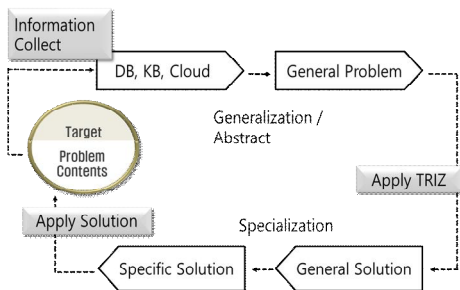 Information
Collect
DB, KB, Cloud
General Problem
Generalization /
Abstract
Target
Problem
Contents
Apply TRIZ
Apply Solution
Specialization
Specific Solution
General Solution